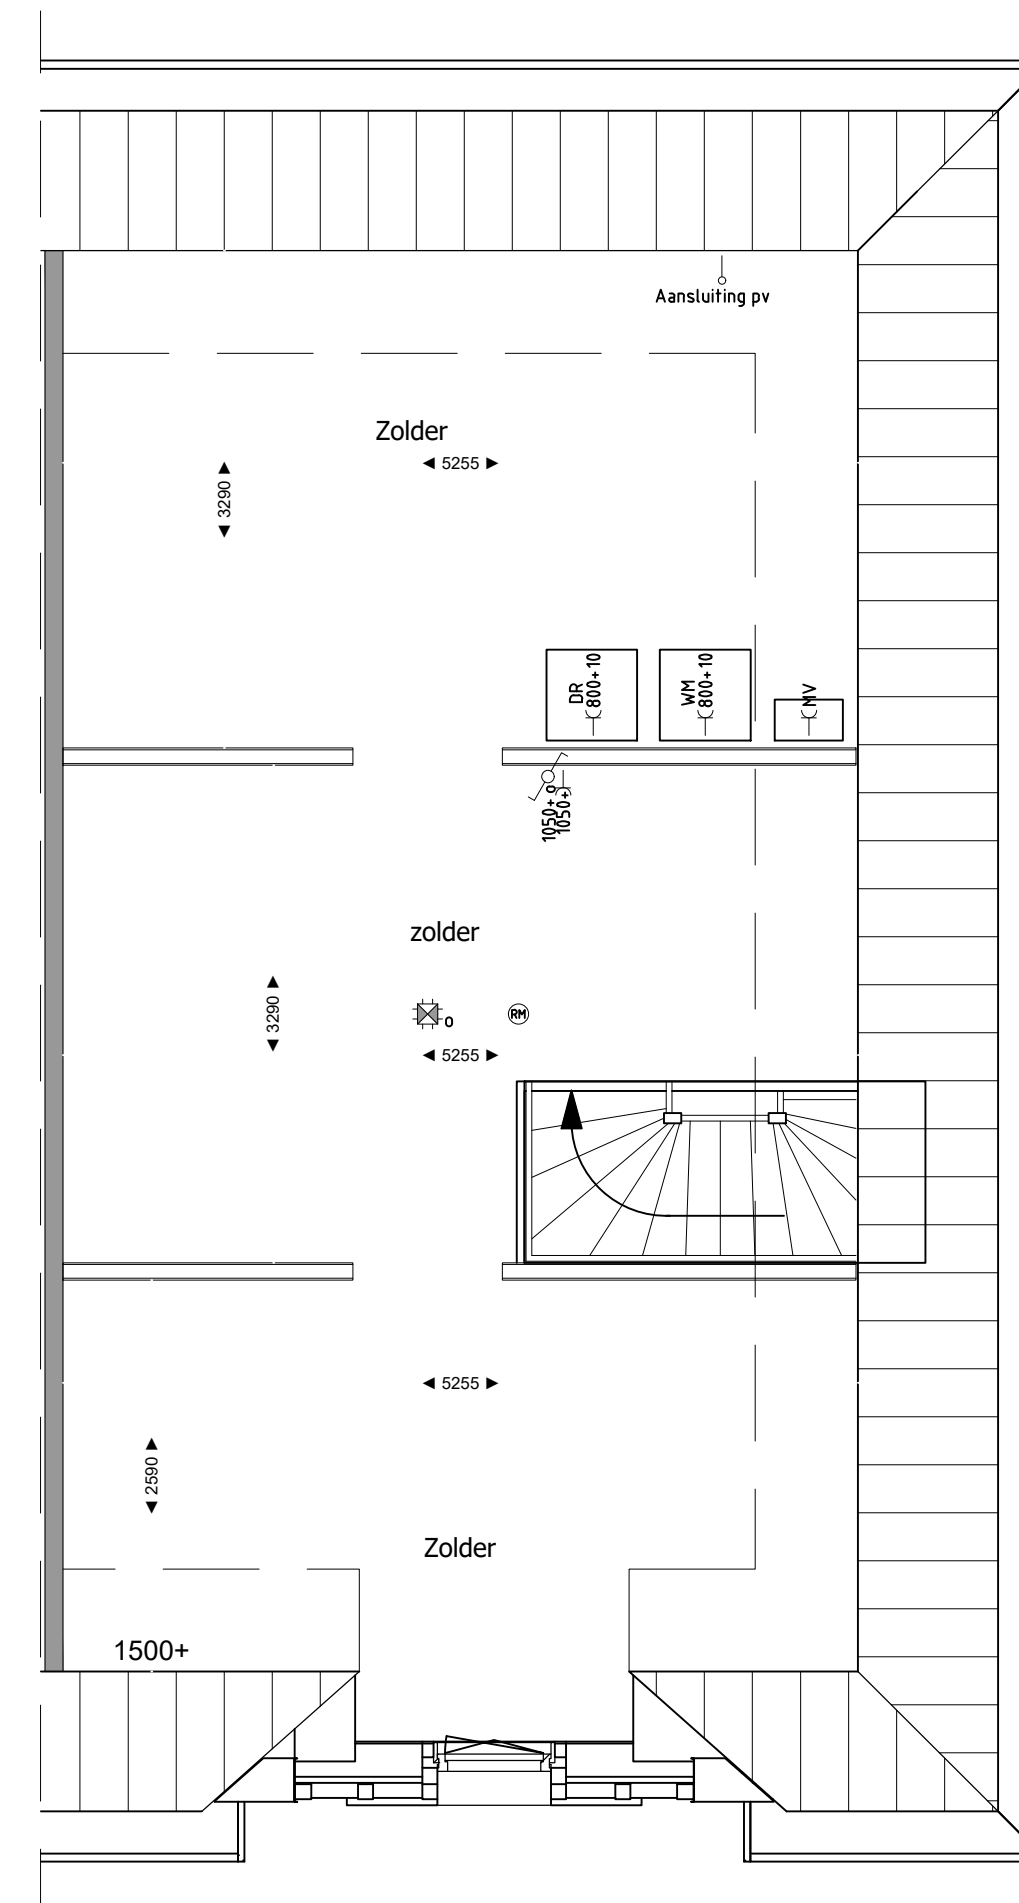 Aansluiting pv
Zolder
◄ 5255 ►
◄ 3290 ►
DR
800+10
WM
800+10
MV
1050+ o
1050+
zolder
◄ 3290 ►
o
RM
◄ 5255 ►
◄ 5255 ►
◄ 2590 ►
Zolder
1500+